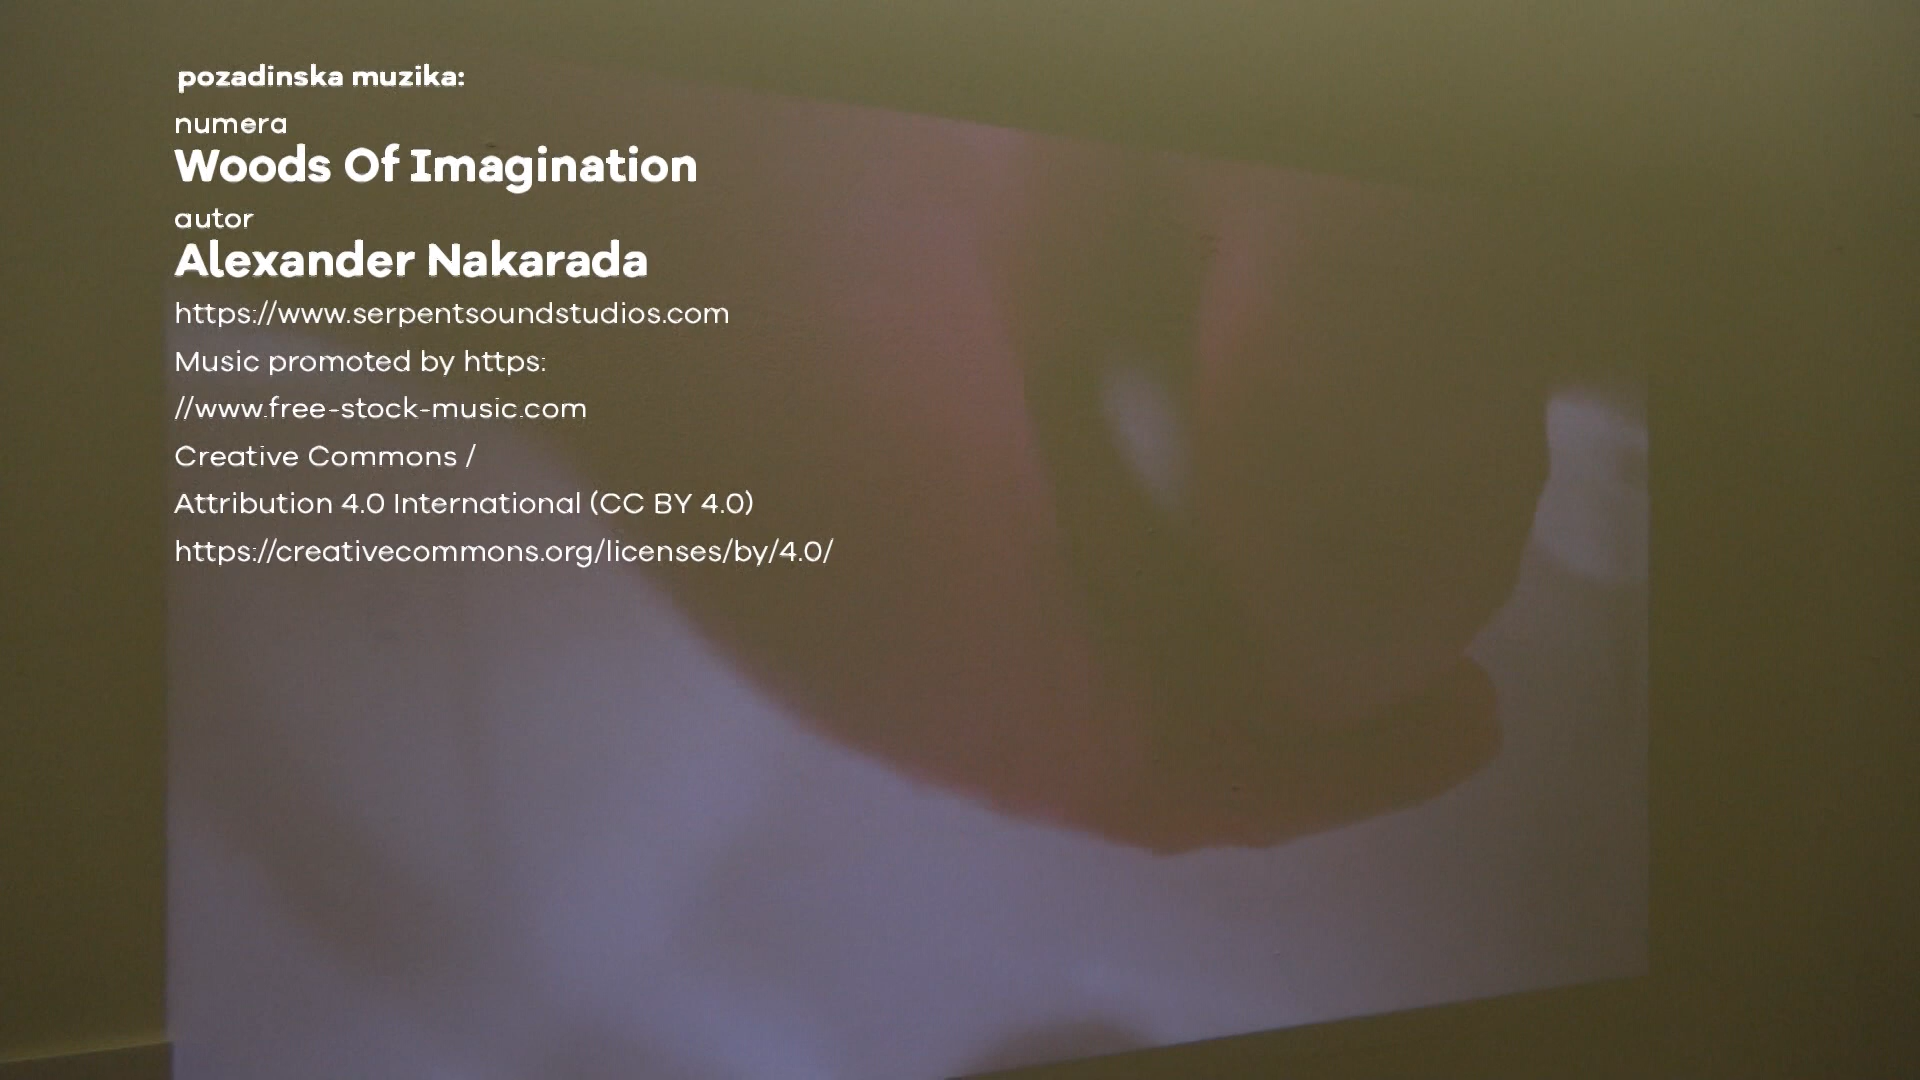 pozadinska muzika:
numera
Woods Of Imagination
autor
Alexander Nakarada
https://www.serpentsoundstudios.com
Music promoted by https:
//www.free-stock-music.com
Creative Commons /
Attribution 4.0 International (CC BY 4.0)
https://creativecommons.org/licenses/by/4.0/